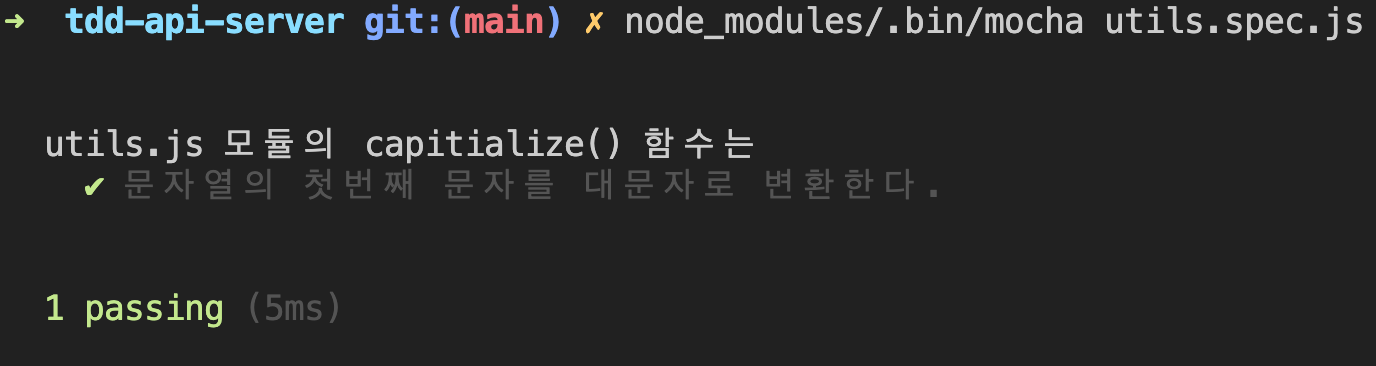 ➜ tdd-api-server git:(main) ✗ node_modules/.bin/mocha utils.spec.js
utils.js 모듈의 capitialize() 함수는
✔ 문자열의 첫번째 문자를 대문자로 변환한다.
1 passing (5ms)